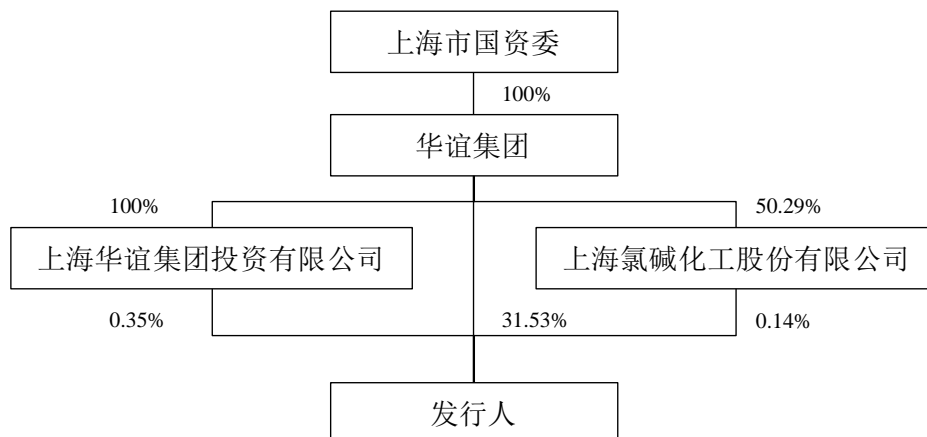 上海市国资委
100%
华谊集团
100%
50.29%
上海华谊集团投资有限公司
上海氯碱化工股份有限公司
0.35%
31.53%
0.14%
发行人